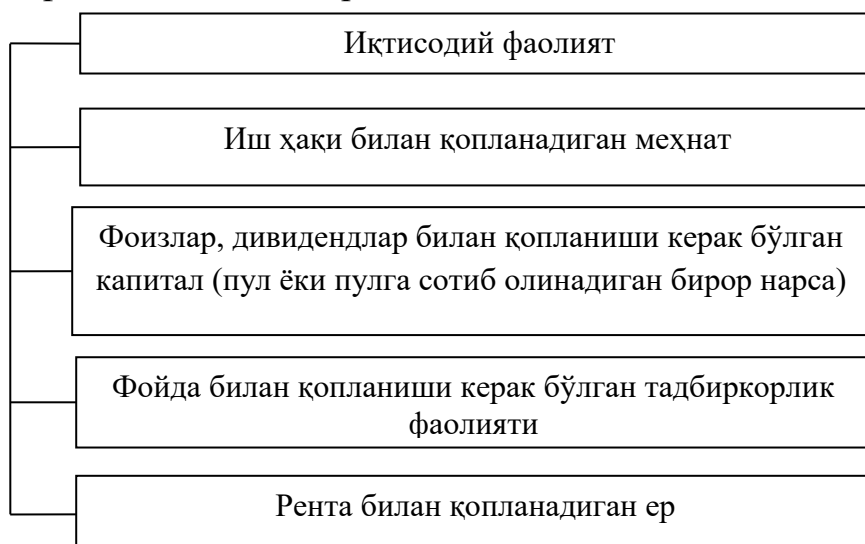 Иқтисодий фаолият
Иш ҳақи билан қопланадиган меҳнат
Фоизлар, дивидендлар билан қопланиши керак бўлган
капитал (пул ёки пулга сотиб олинадиган бирор нарса)
Фойда билан қопланиши керак бўлган тадбиркорлик
фаолияти
Рента билан қопланадиган ер